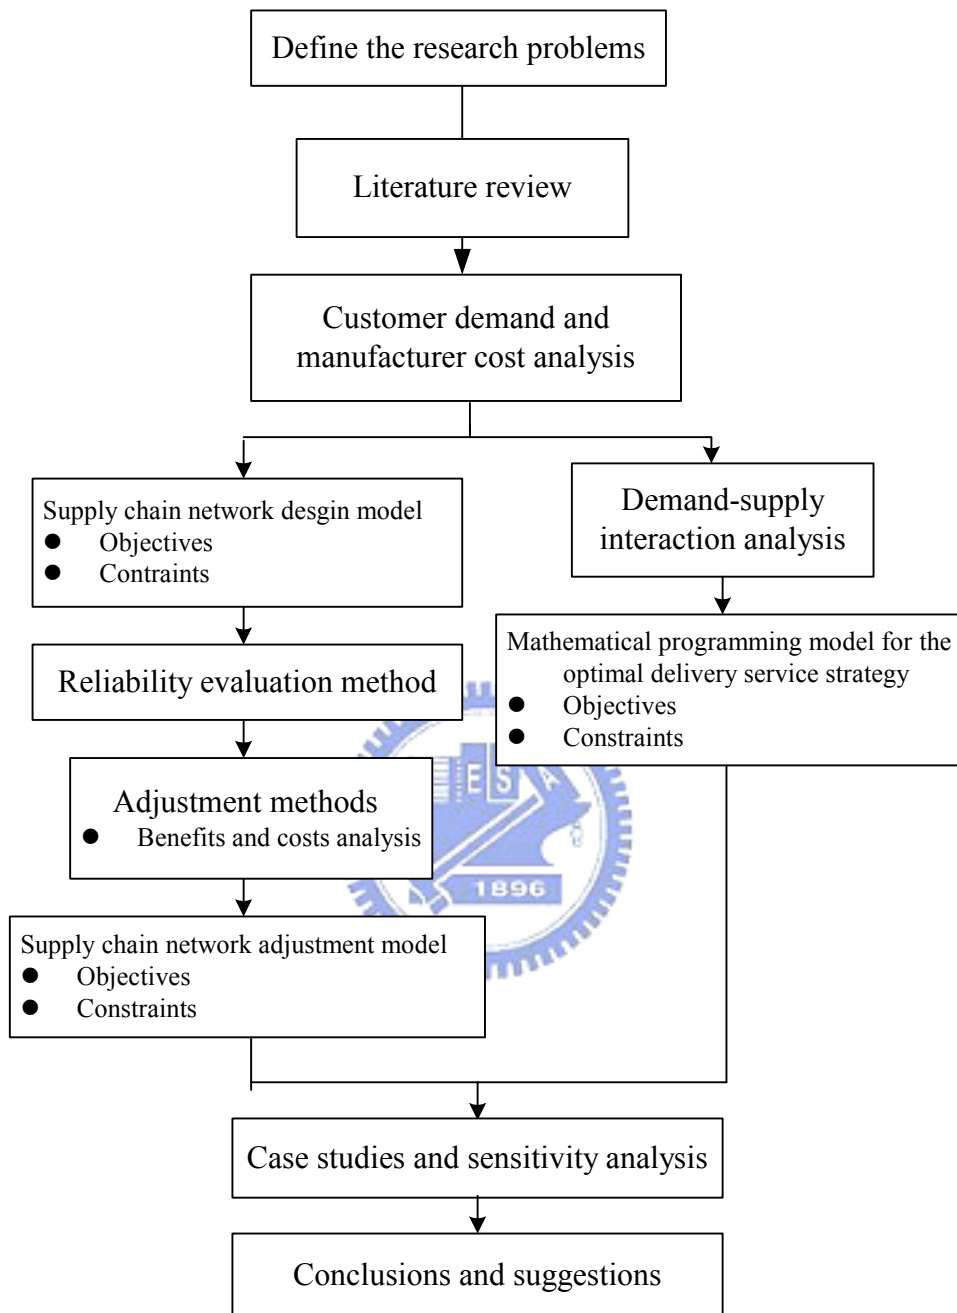 Define the research problems
Literature review
Customer demand and
manufacturer cost analysis
Supply chain network desgin model
● Objectives
● Contraints
Reliability evaluation method
Adjustment methods
● Benefits and costs analysis
Supply chain network adjustment model
● Objectives
● Constraints
Demand-supply
interaction analysis
Mathematical programming model for the
optimal delivery service strategy
● Objectives
● Constraints
E S A
1896
Case studies and sensitivity analysis
Conclusions and suggestions